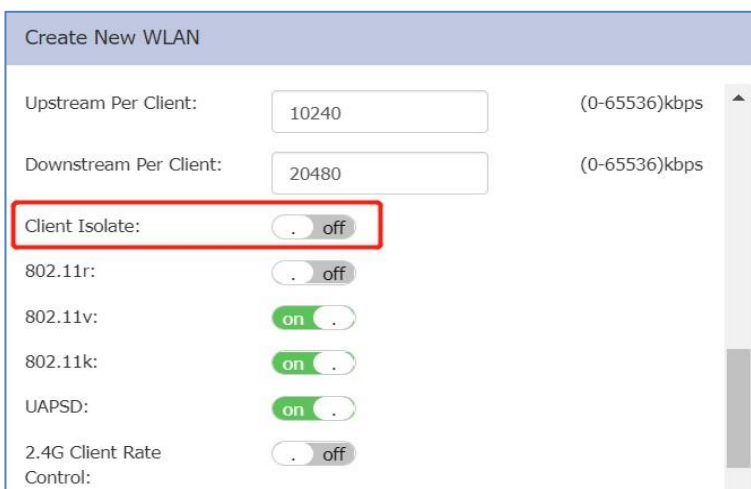 Create New WLAN
Upstream Per Client: 10240 (0-65536)kbps
Downstream Per Client: 20480 (0-65536)kbps
Client Isolate: . off
802.11r: . off
802.11v: on .
802.11k: on .
UAPSD: on .
2.4G Client Rate . off
Control: